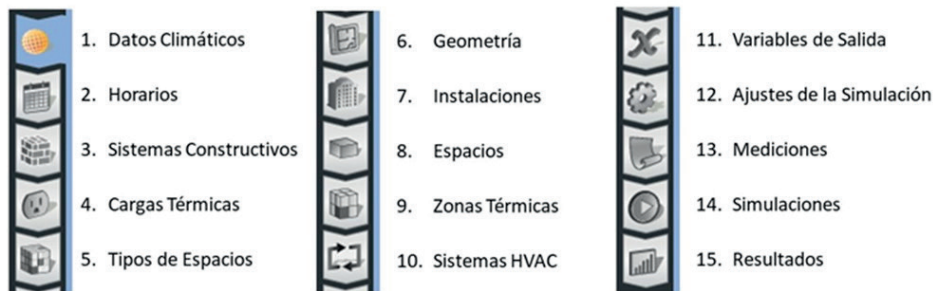 1. Datos Climáticos
2. Horarios
3. Sistemas Constructivos
4. Cargas Térmicas
5. Tipos de Espacios
6. Geometría
7. Instalaciones
8. Espacios
9. Zonas Térmicas
10. Sistemas HVAC
11. Variables de Salida
12. Ajustes de la Simulación
13. Mediciones
14. Simulaciones
15. Resultados